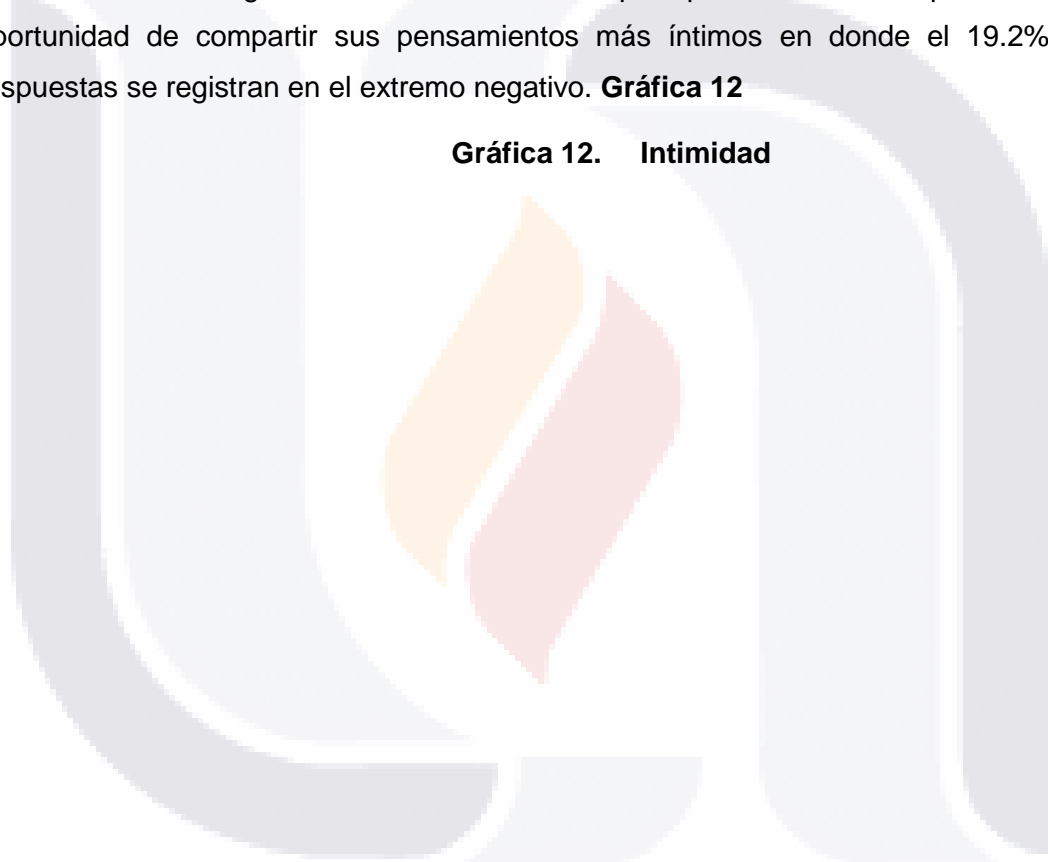 oportunidad de compartir sus pensamientos más íntimos en donde el 19.2%
spuestas se registran en el extremo negativo. Gráfica 12
Gráfica 12. Intimidad